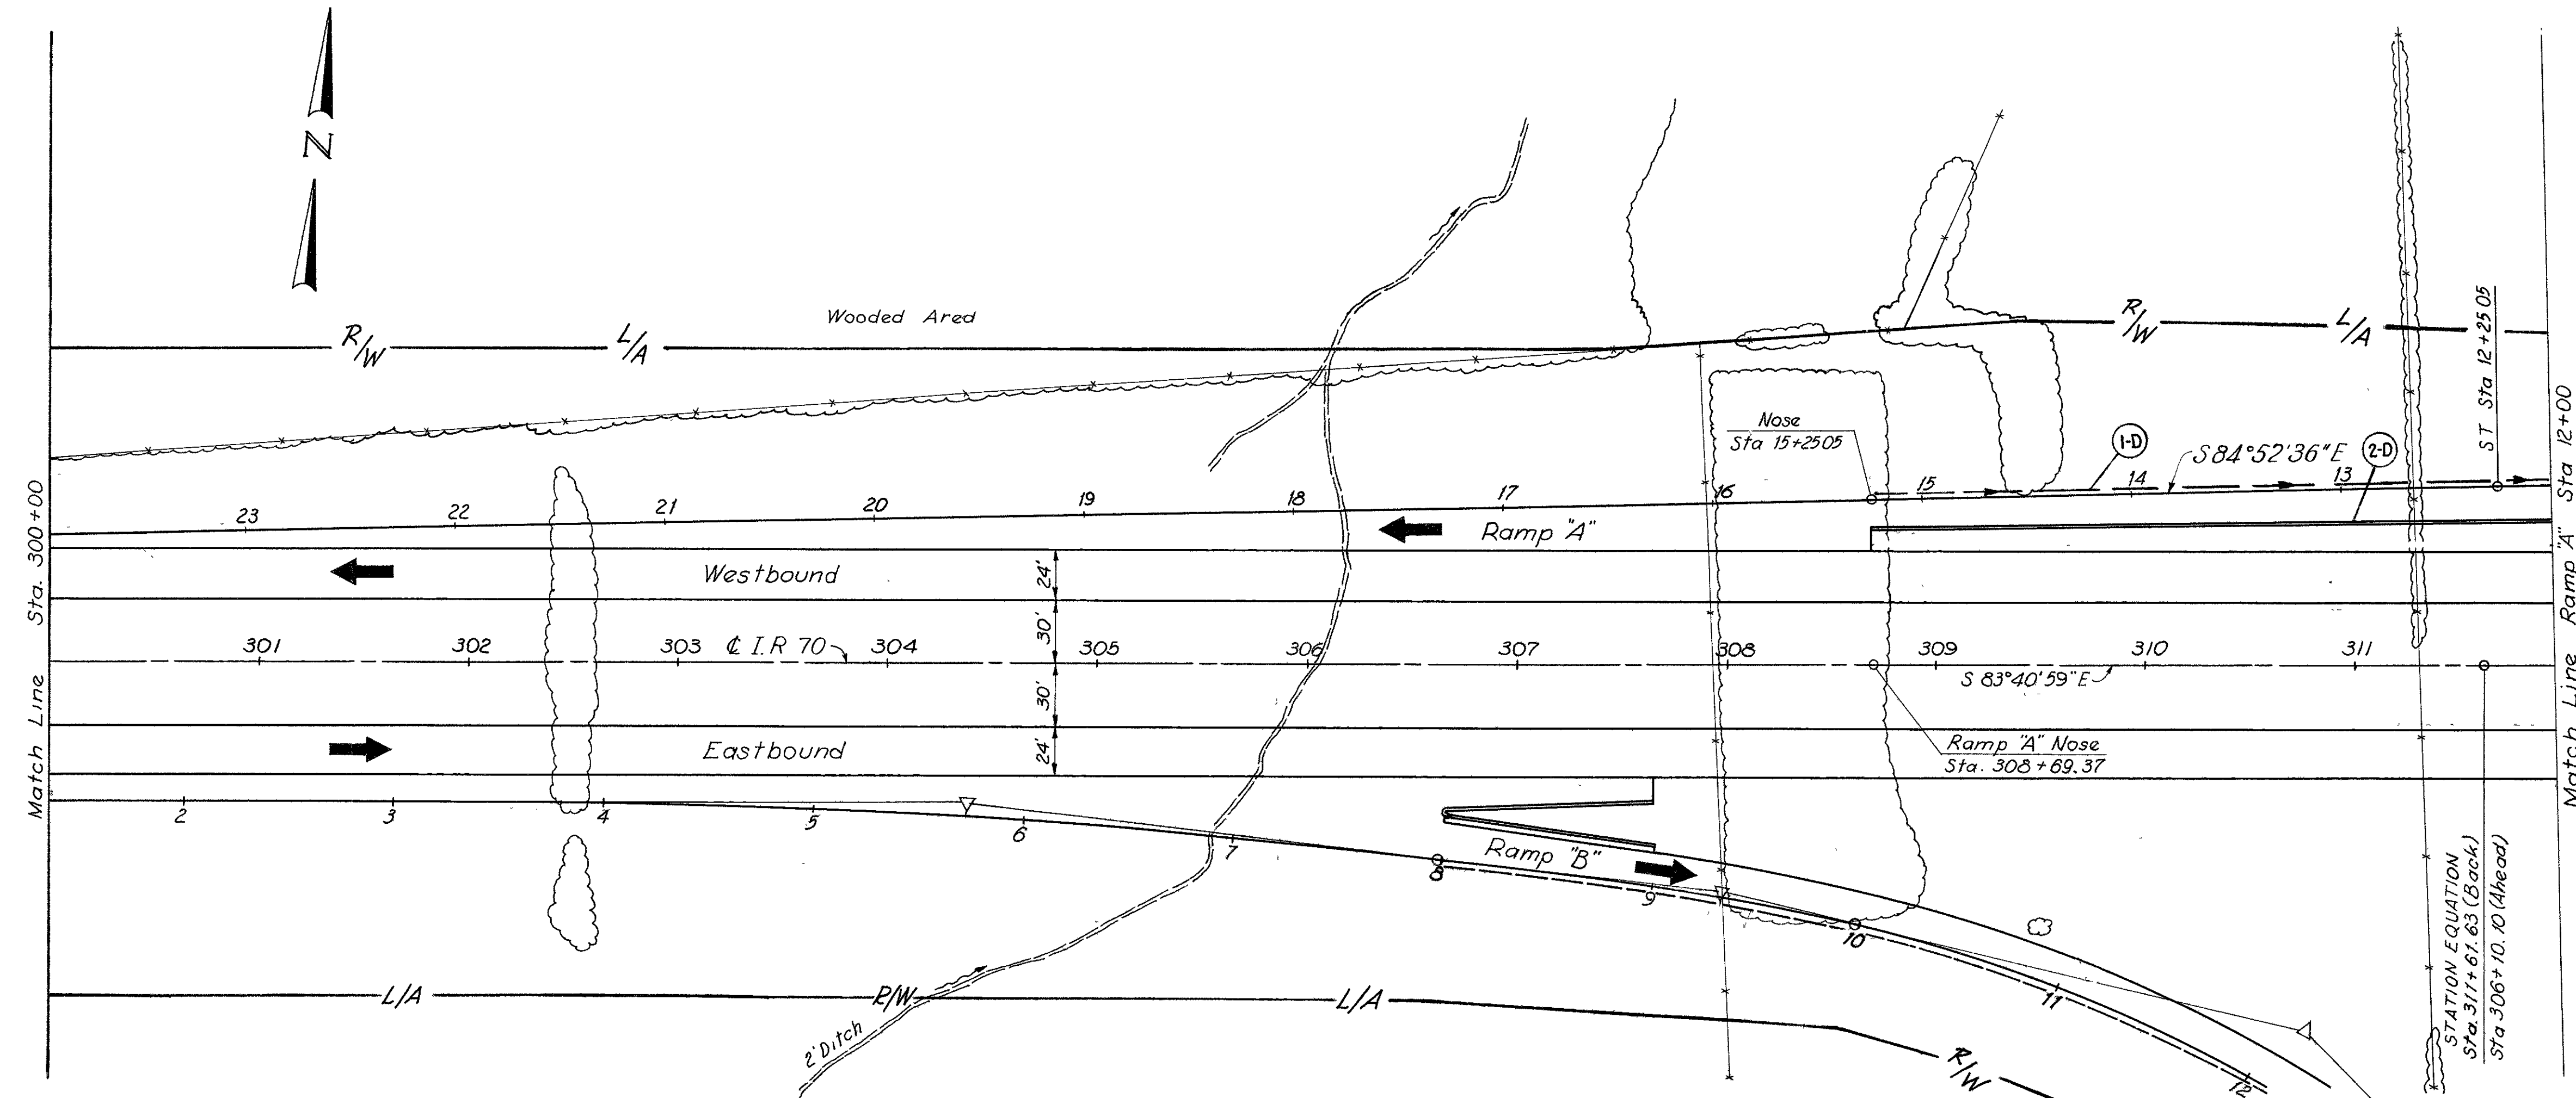 N
Wooded Area
R/W
L/A
R/W
L/A
ST Sta 12+25 05
Nose
Sta 15+25 05
1-D
S 84°52'36" E
2-D
23
22
21
20
19
18
17
16
15
14
13
Ramp "A"
Westbound
24'
30'
301
302
303
₵ I.R 70
304
305
306
307
308
309
310
311
S 83°40'59" E
30'
24'
Eastbound
Ramp "A" Nose
Sta. 308+69.37
2
3
4
5
6
7
8
9
10
11
12
Ramp "B"
L/A
R/W
L/A
R/W
2' Ditch
STATION EQUATION
Sta. 311+61.63 (Back)
Sta 306+10.10 (Ahead)
Match Line Sta. 300+00
Match Line Ramp "A" Sta 12+00